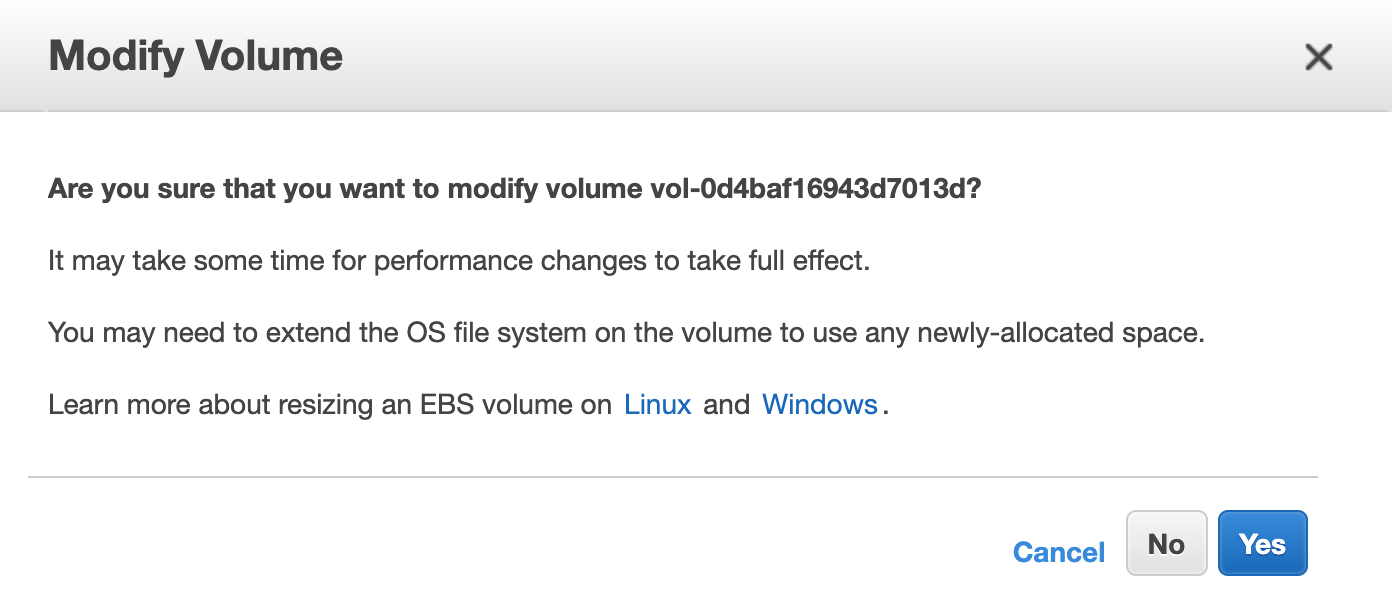 Modify Volume
Are you sure that you want to modify volume vol-0d4baf16943d7013d?
It may take some time for performance changes to take full effect.
You may need to extend the OS file system on the volume to use any newly-allocated space.
Learn more about resizing an EBS volume on Linux and Windows.
Cancel No Yes